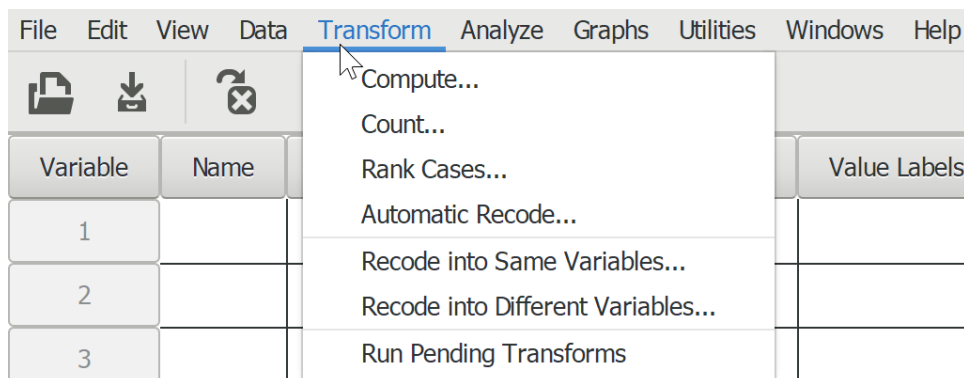 File Edit View Data Transform Analyze Graphs Utilities Windows Help
Compute...
Count...
Rank Cases...
Automatic Recode...
Recode into Same Variables...
Recode into Different Variables...
Run Pending Transforms
Variable Name Value Labels
1
2
3